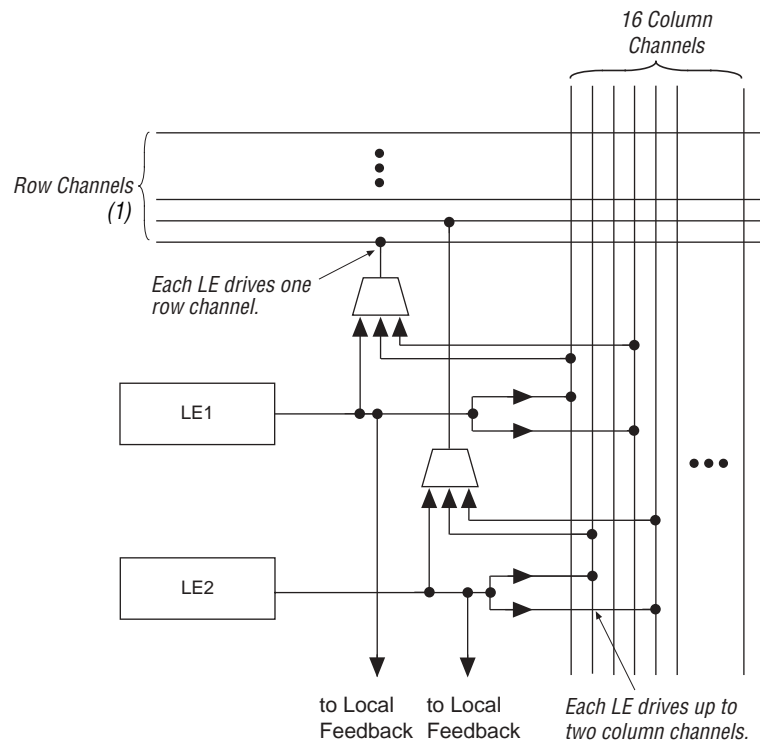 16 Column
Channels
Row Channels
(1)
Each LE drives one
row channel.
LE1
LE2
to Local
Feedback
to Local
Feedback
Each LE drives up to
two column channels.